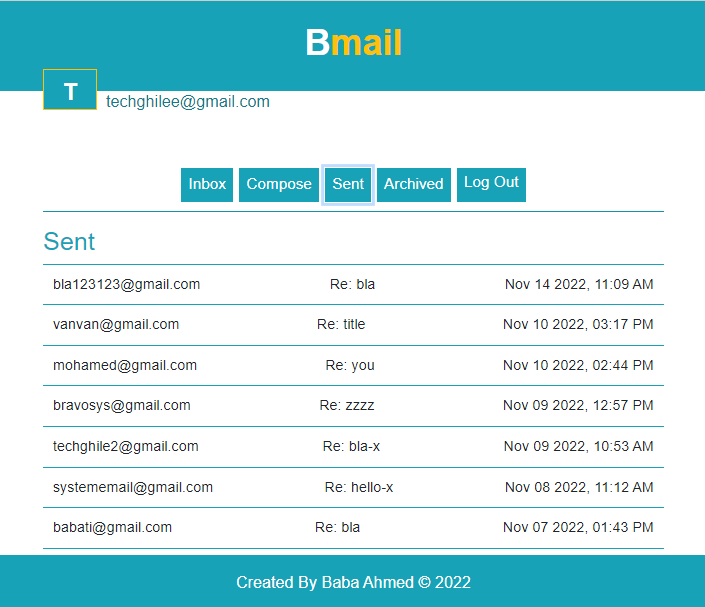 Bmail
T
techghilee@gmail.com
Inbox Compose Sent Archived Log Out
Sent
bla123123@gmail.com Re: bla Nov 14 2022, 11:09 AM
vanvan@gmail.com Re: title Nov 10 2022, 03:17 PM
mohamed@gmail.com Re: you Nov 10 2022, 02:44 PM
bravosys@gmail.com Re: zzzz Nov 09 2022, 12:57 PM
techghile2@gmail.com Re: bla-x Nov 09 2022, 10:53 AM
systememail@gmail.com Re: hello-x Nov 08 2022, 11:12 AM
babati@gmail.com Re: bla Nov 07 2022, 01:43 PM
Created By Baba Ahmed © 2022